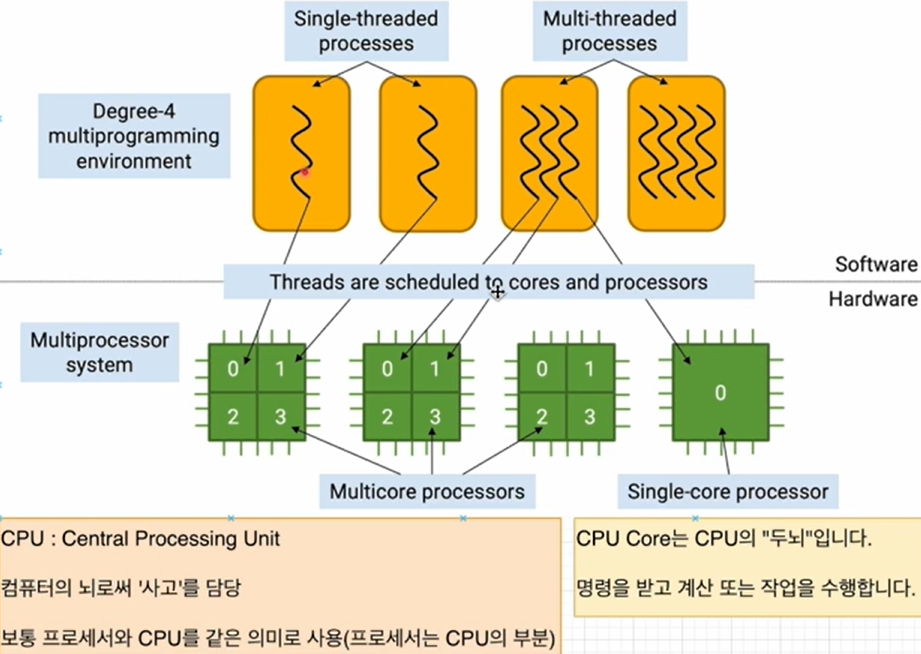 Single-threaded
processes
Multi-threaded
processes
Degree-4
multiprogramming
environment
Threads are scheduled to cores and processors
Software
Hardware
Multiprocessor
system
0 1
2 3
0 1
2 3
0 1
2 3
0
Multicore processors
Single-core processor
CPU : Central Processing Unit
컴퓨터의 뇌로써 '사고'를 담당
보통 프로세서와 CPU를 같은 의미로 사용(프로세서는 CPU의 부분)
CPU Core는 CPU의 "두뇌"입니다.
명령을 받고 계산 또는 작업을 수행합니다.